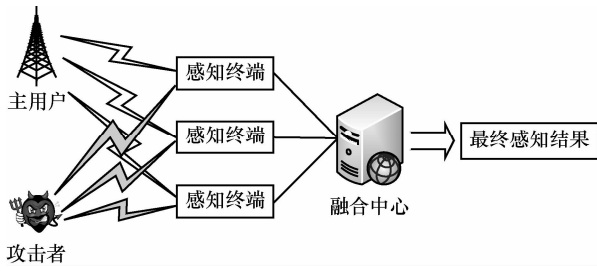 主用户
感知终端
感知终端
感知终端
融合中心
最终感知结果
攻击者